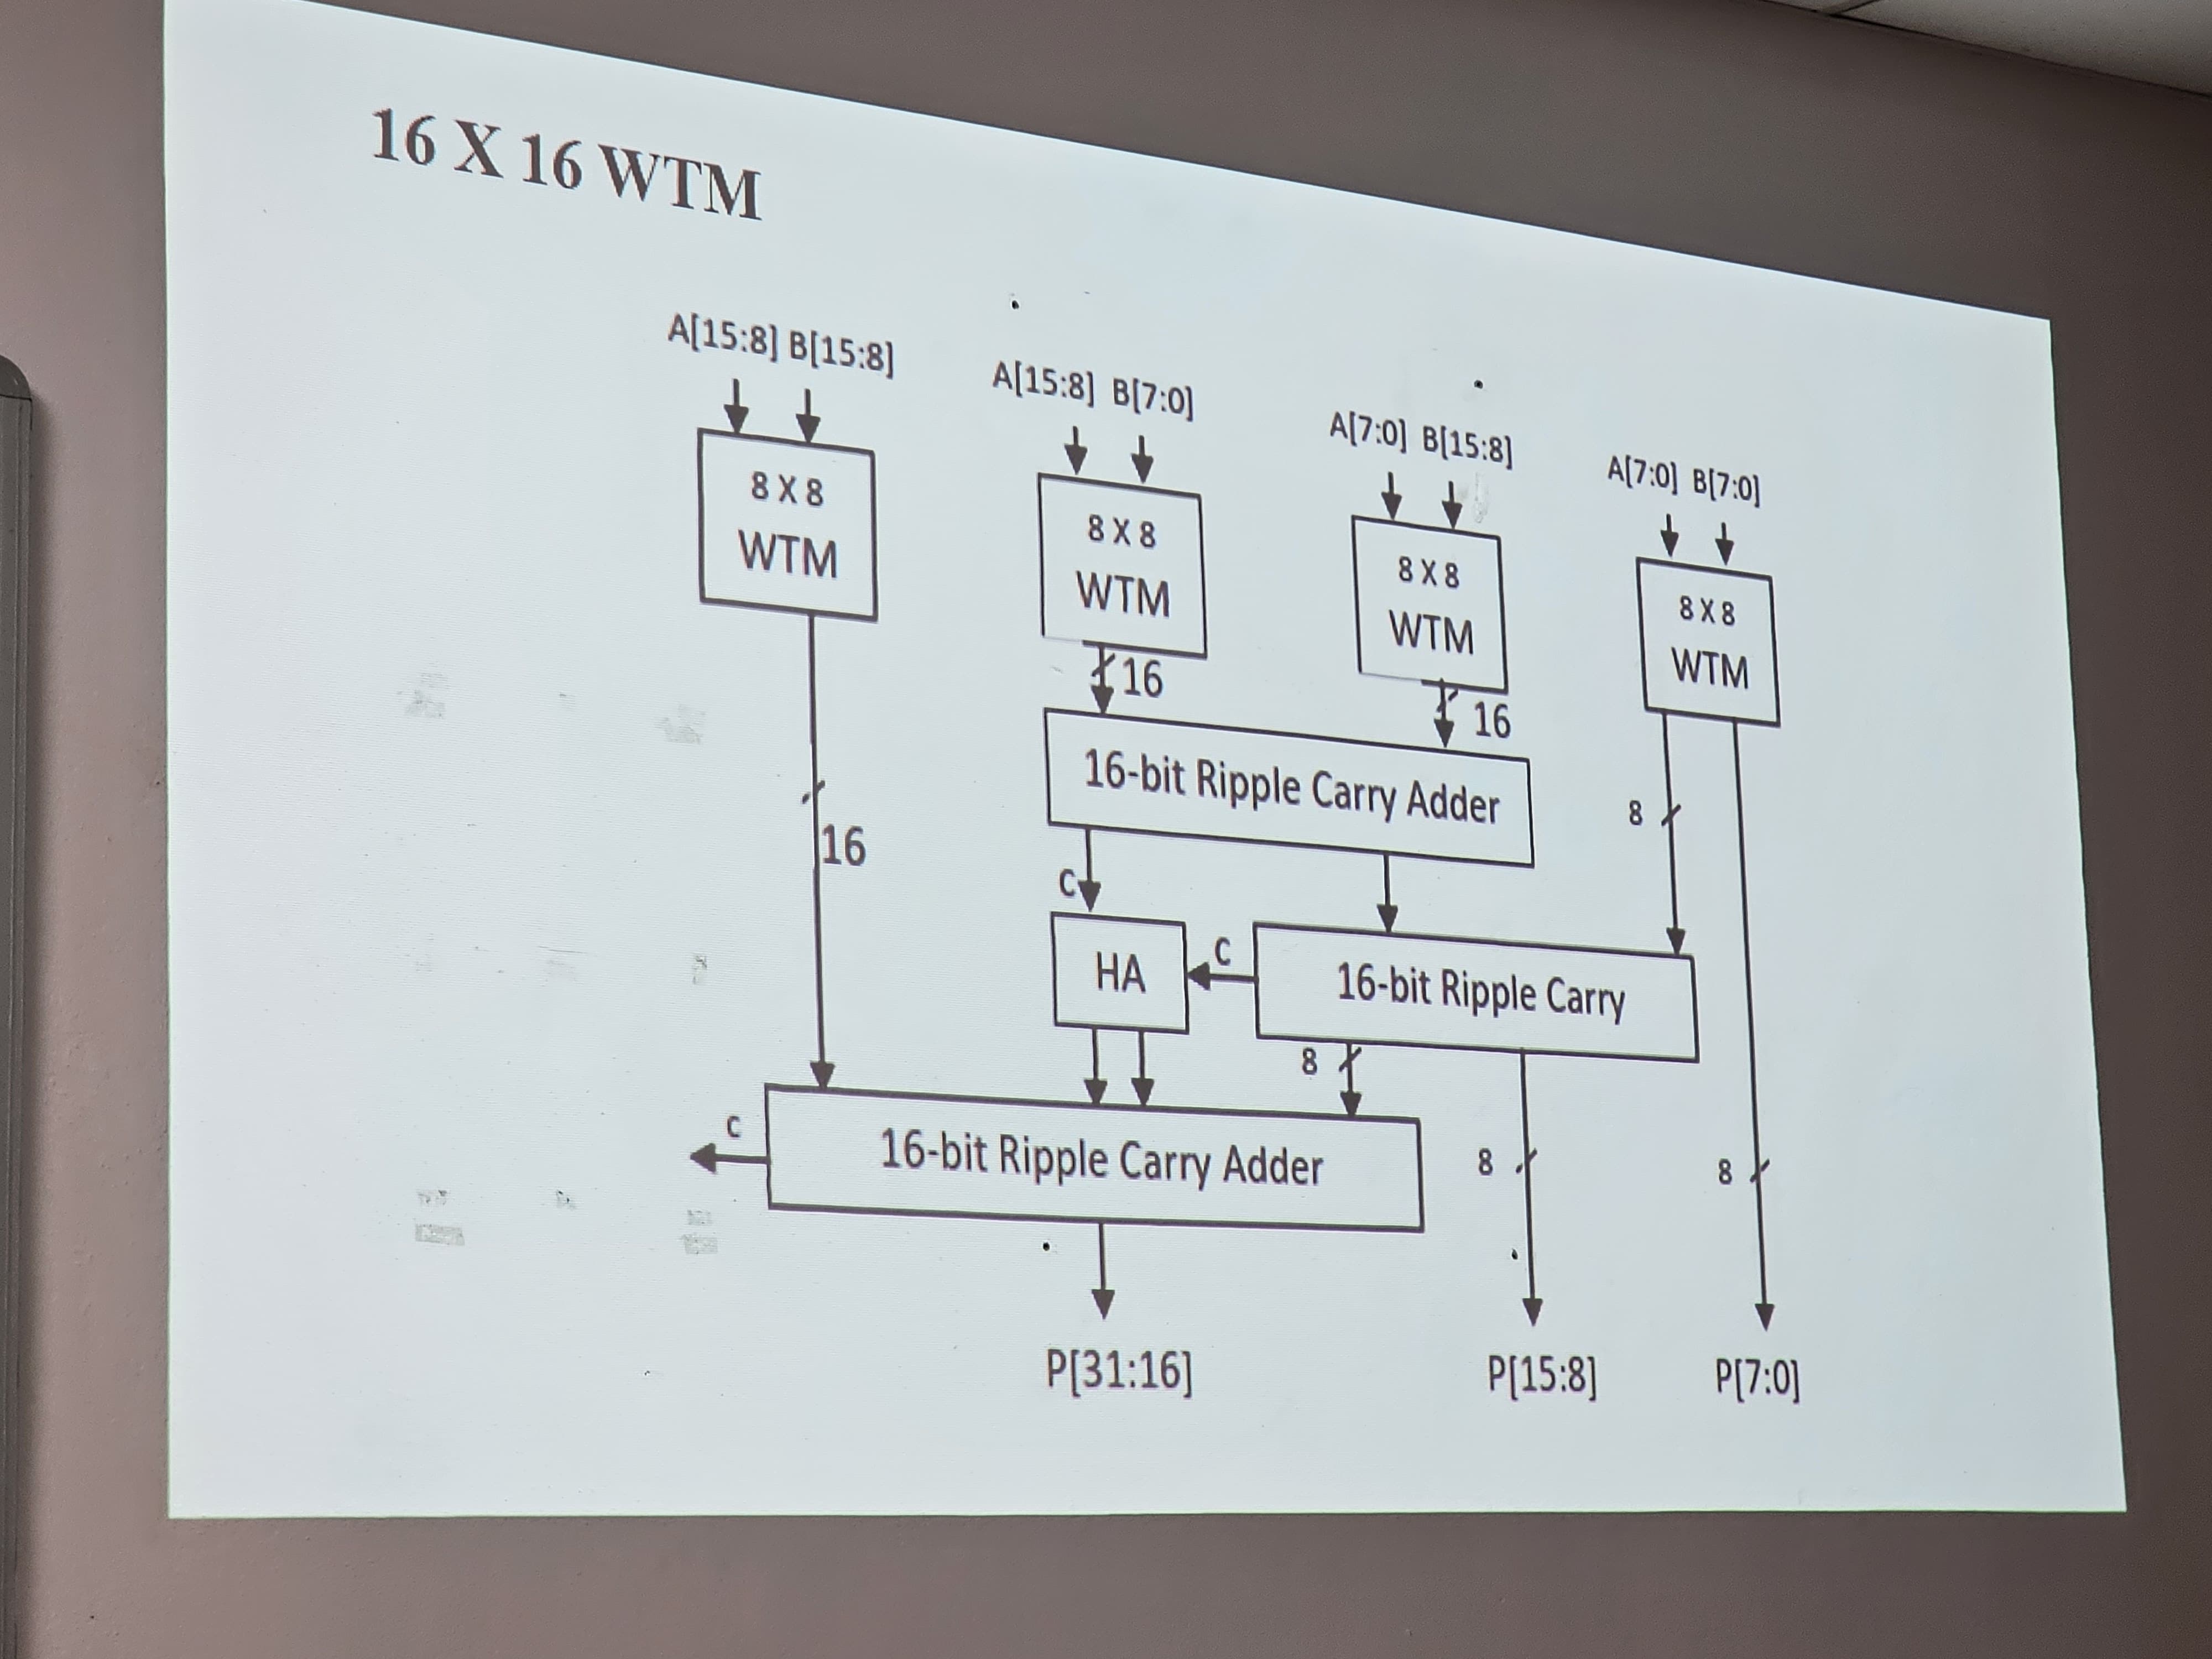 16 X 16 WTM
A[15:8] B[15:8]
A[15:8] B[7:0]
A[7:0] B[15:8]
A[7:0] B[7:0]
8 X 8
WTM
8 X 8
WTM
8 X 8
WTM
8 X 8
WTM
16
16
16-bit Ripple Carry Adder
8
16
C
HA
C
16-bit Ripple Carry
8
C
16-bit Ripple Carry Adder
8
8
P[31:16]
P[15:8]
P[7:0]